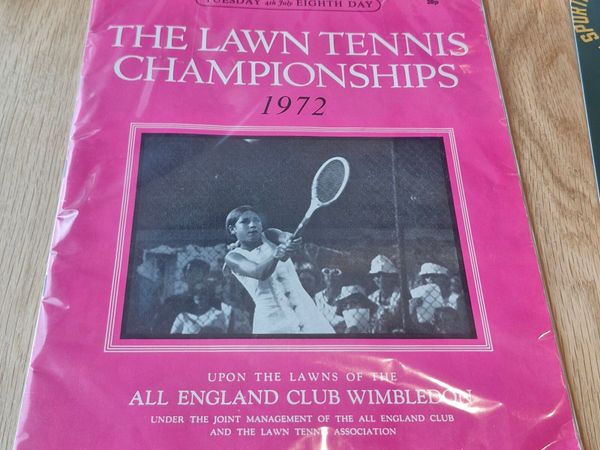 TUESDAY 4th July EIGHTH DAY
20p
THE LAWN TENNIS
CHAMPIONSHIPS
1972
UPON THE LAWNS OF THE
ALL ENGLAND CLUB WIMBLEDON
UNDER THE JOINT MANAGEMENT OF THE ALL ENGLAND CLUB
AND THE LAWN TENNIS ASSOCIATION